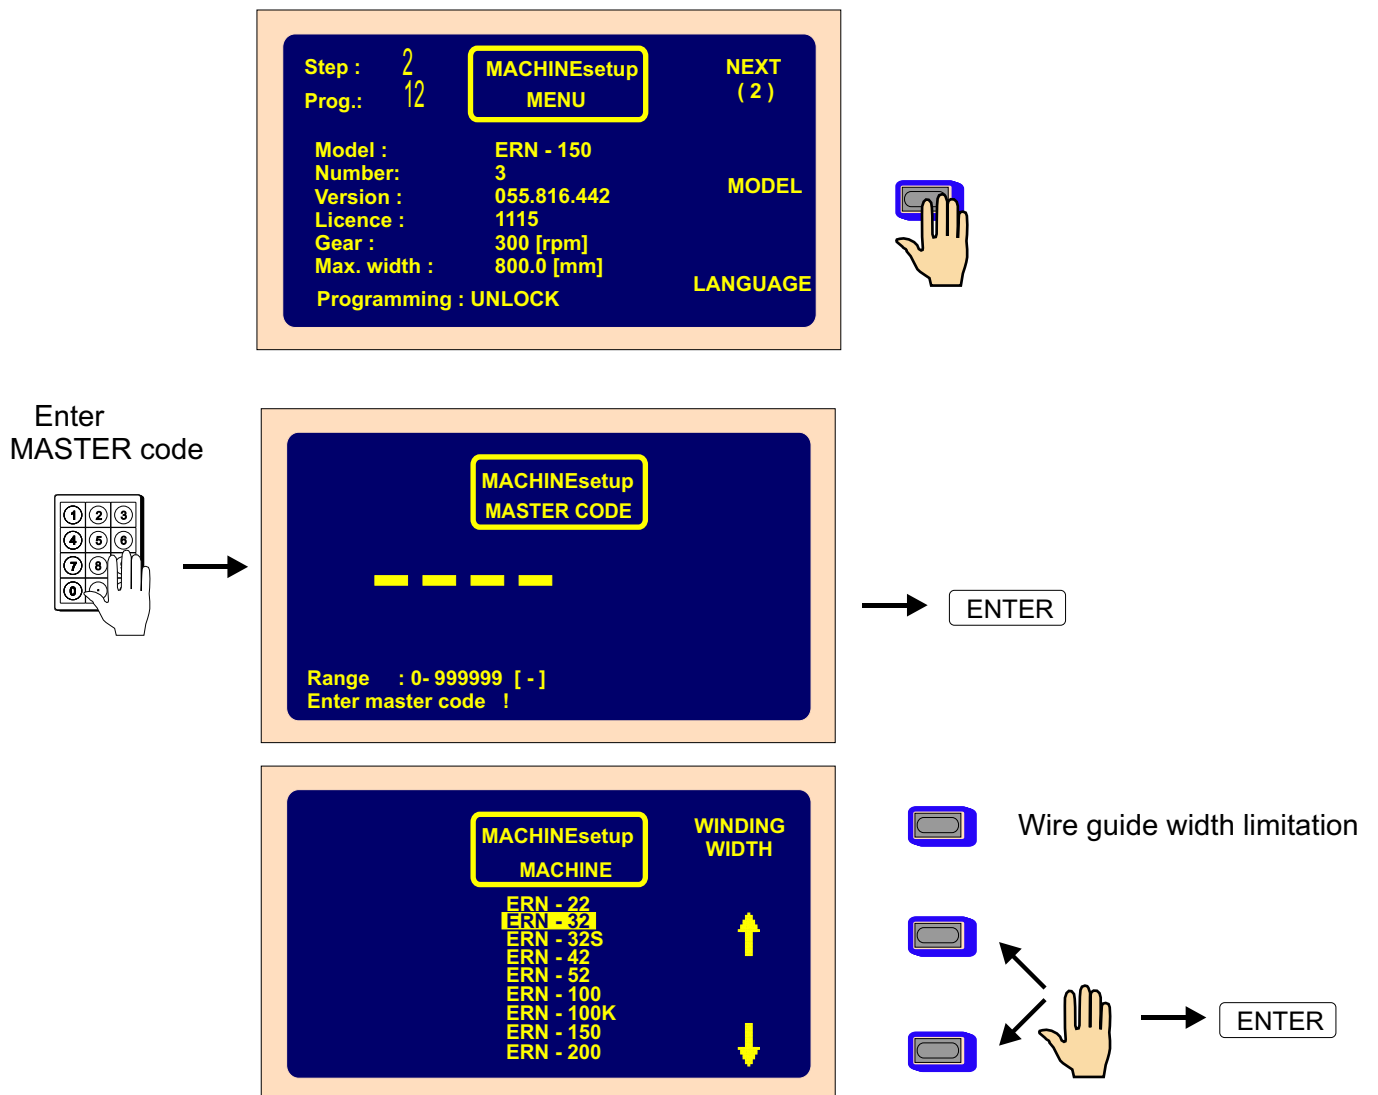 Step : 2
Prog.: 12
MACHINEsetup
MENU
NEXT
( 2 )
Model : ERN - 150
Number: 3
Version : 055.816.442
Licence : 1115
Gear : 300 [rpm]
Max. width : 800.0 [mm]
Programming : UNLOCK
MODEL
LANGUAGE
Enter
MASTER code
1 2 3
4 5 6
7 8
0
MACHINEsetup
MASTER CODE
Range : 0- 999999 [ - ]
Enter master code !
ENTER
MACHINEsetup
MACHINE
WINDING
WIDTH
ERN - 22
ERN - 32
ERN - 32S
ERN - 42
ERN - 52
ERN - 100
ERN - 100K
ERN - 150
ERN - 200
Wire guide width limitation
ENTER